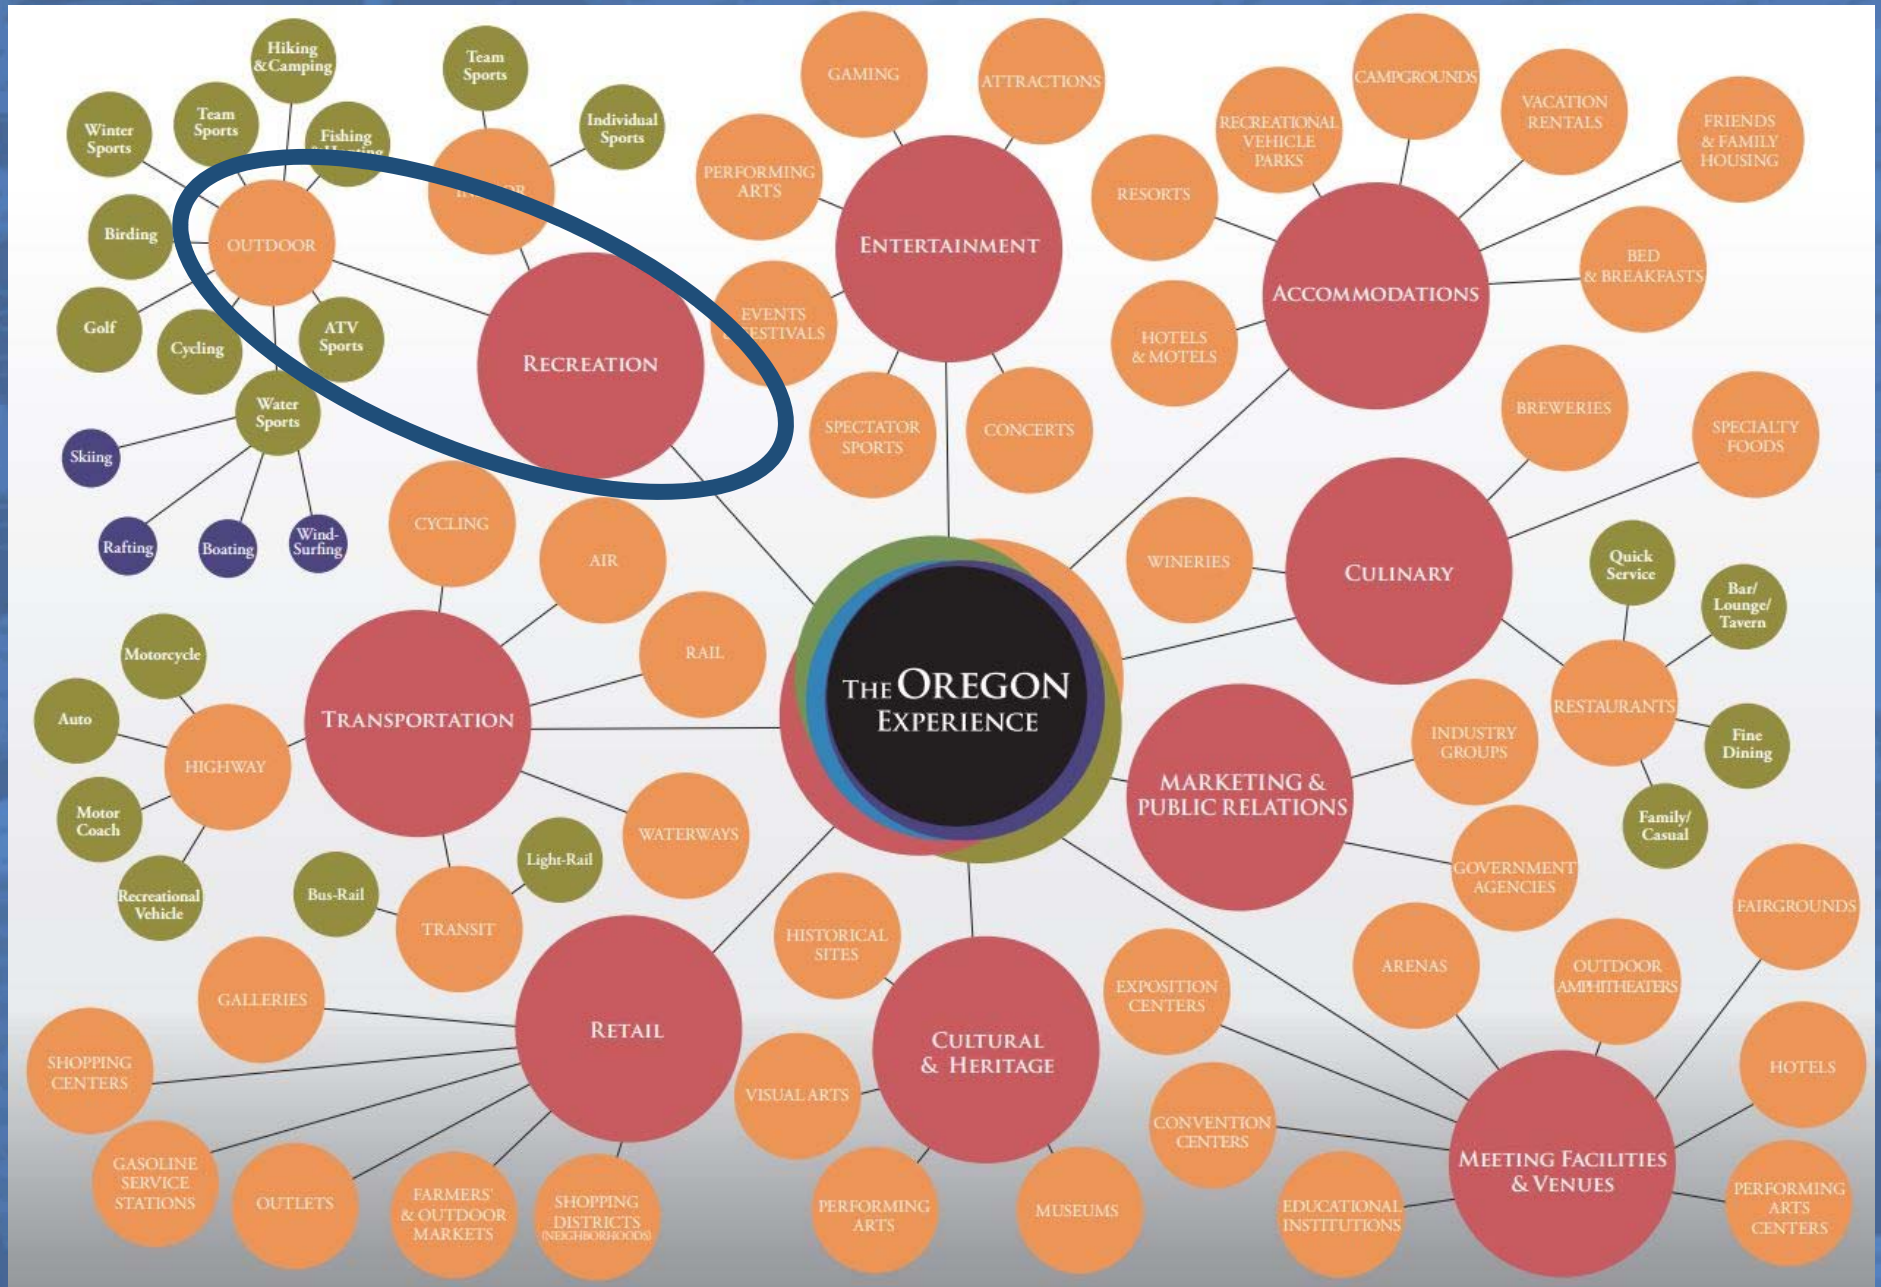 Hiking
& Camping
Team
Sports
Winter
Sports
Fishing
Birding
OUTDOOR
Golf
Cycling
ATV
Sports
Water
Sports
Skiing
Rafting
Boating
Wind-
Surfing
Team
Sports
Individual
Sports
RECREATION
GAMING
ATTRACTIONS
PERFORMING
ARTS
ENTERTAINMENT
EVENTS
FESTIVALS
SPECTATOR
SPORTS
CONCERTS
CAMPGROUNDS
RECREATIONAL
VEHICLE
PARKS
VACATION
RENTALS
FRIENDS
& FAMILY
HOUSING
RESORTS
BED
& BREAKFASTS
ACCOMMODATIONS
HOTELS
& MOTELS
BREWERIES
SPECIALTY
FOODS
WINERIES
CULINARY
Quick
Service
Bar/
Lounge/
Tavern
RESTAURANTS
Fine
Dining
Family/
Casual
THE OREGON
EXPERIENCE
CYCLING
AIR
RAIL
TRANSPORTATION
Motorcycle
Auto
HIGHWAY
Motor
Coach
Recreational
Vehicle
WATERWAYS
Light-Rail
Bus-Rail
TRANSIT
MARKETING &
PUBLIC RELATIONS
INDUSTRY
GROUPS
GOVERNMENT
AGENCIES
GALLERIES
RETAIL
SHOPPING
CENTERS
GASOLINE
SERVICE
STATIONS
OUTLETS
FARMERS'
& OUTDOOR
MARKETS
SHOPPING
DISTRICTS
(NEIGHBORHOODS)
HISTORICAL
SITES
CULTURAL
& HERITAGE
VISUAL ARTS
PERFORMING
ARTS
MUSEUMS
EXPOSITION
CENTERS
ARENAS
OUTDOOR
AMPHITHEATERS
FAIRGROUNDS
HOTELS
CONVENTION
CENTERS
MEETING FACILITIES
& VENUES
EDUCATIONAL
INSTITUTIONS
PERFORMING
ARTS
CENTERS